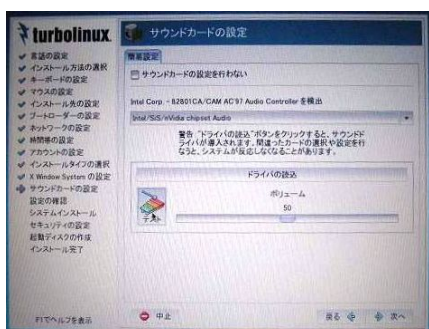 turbolinux
サウンドカードの設定
言語の設定
インストール方法の選択
キーボードの設定
マウスの設定
インストール先の設定
ブートローダーの設定
ネットワークの設定
時間帯の設定
アカウントの設定
インストールタイプの選択
X Window System の設定
サウンドカードの設定
設定の確認
システムインストール
セキュリティの設定
起動ディスクの作成
インストール完了
F1でヘルプを表示
簡易設定
サウンドカードの設定を行わない
Intel Corp. - 82801CA/CAM AC'97 Audio Controller を検出
Intel/SiS/nVidia chipset Audio
警告 "ドライバの読込"ボタンをクリックすると、サウンドド
ライバが導入されます。間違ったカードの選択や設定を行
なうと、システムが反応しなくなることがあります。
ドライバの読込
テスト
ボリューム
50
中止
戻る
次へ